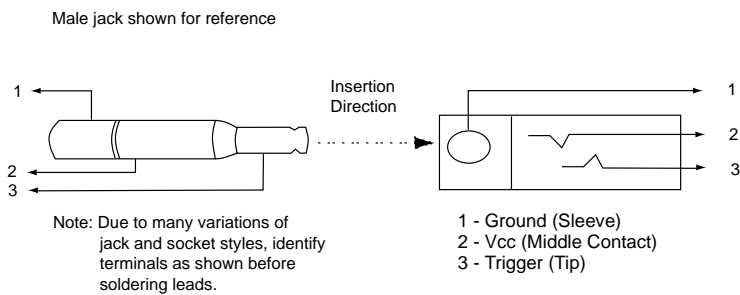 Male jack shown for reference
1
2
3
Insertion
Direction
1
2
3
Note: Due to many variations of
jack and socket styles, identify
terminals as shown before
soldering leads.
1 - Ground (Sleeve)
2 - Vcc (Middle Contact)
3 - Trigger (Tip)